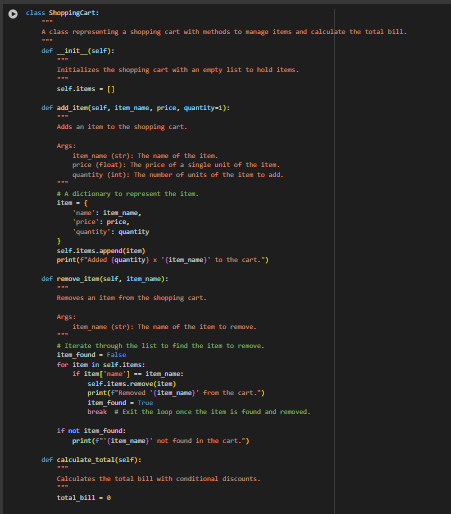 class ShoppingCart:
    """
    A class representing a shopping cart with methods to manage items and calculate the total bill.
    """
    def __init__(self):
        """
        Initializes the shopping cart with an empty list to hold items.
        """
        self.items = []

    def add_item(self, item_name, price, quantity=1):
        """
        Adds an item to the shopping cart.

        Args:
            item_name (str): The name of the item.
            price (float): The price of a single unit of the item.
            quantity (int): The number of units of the item to add.
        """
        # A dictionary to represent the item.
        item = {
            'name': item_name,
            'price': price,
            'quantity': quantity
        }
        self.items.append(item)
        print(f"Added {quantity} x '{item_name}' to the cart.")

    def remove_item(self, item_name):
        """
        Removes an item from the shopping cart.

        Args:
            item_name (str): The name of the item to remove.
        """
        # Iterate through the list to find the item to remove.
        item_found = False
        for item in self.items:
            if item['name'] == item_name:
                self.items.remove(item)
                print(f"Removed '{item_name}' from the cart.")
                item_found = True
                break  # Exit the loop once the item is found and removed.

        if not item_found:
            print(f"'{item_name}' not found in the cart.")

    def calculate_total(self):
        """
        Calculates the total bill with conditional discounts.
        """
        total_bill = 0